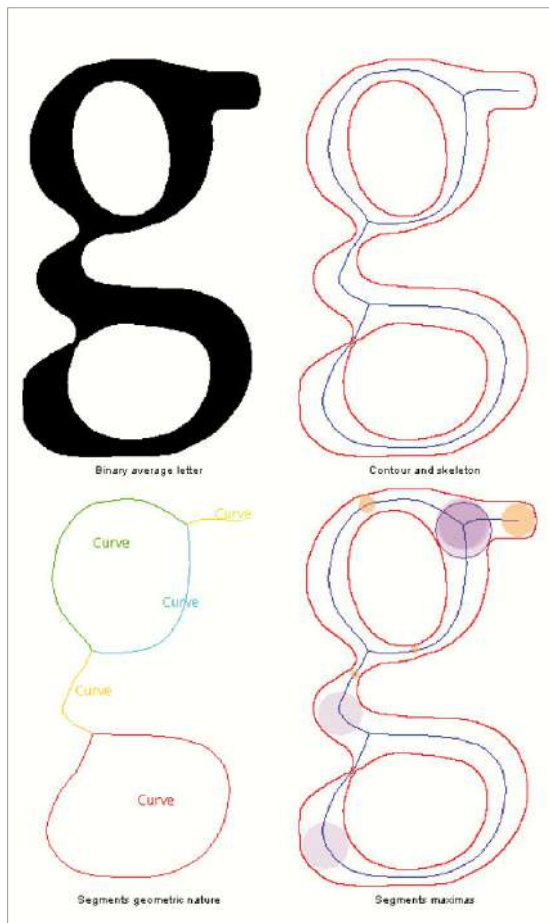 g
Binary average letter
Contour and skeleton
Curve
Curve
Curve
Curve
Curve
Segments geometric nature
Segments maximas